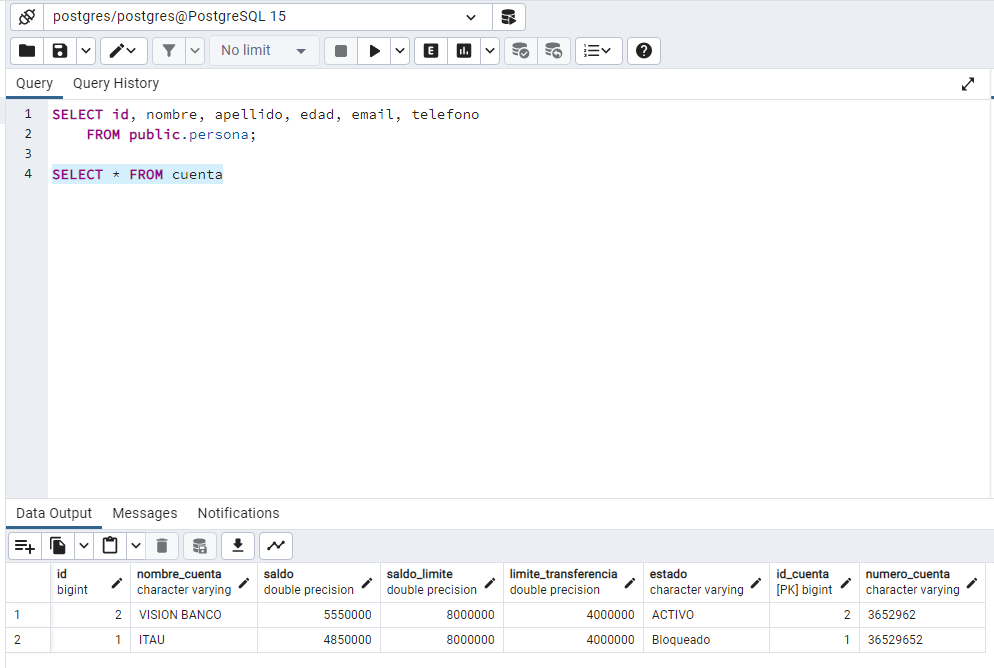 postgres/postgres@PostgreSQL 15
No limit
E
Query Query History
1 SELECT id, nombre, apellido, edad, email, telefono
2 FROM public.persona;
3
4 SELECT * FROM cuenta
Data Output Messages Notifications
id nombre_cuenta saldo saldo_limite limite_transferencia estado id_cuenta numero_cuenta
bigint character varying double precision double precision double precision character varying [PK] bigint character varying
1 2 VISION BANCO 5550000 8000000 4000000 ACTIVO 2 3652962
2 1 ITAU 4850000 8000000 4000000 Bloqueado 1 36529652